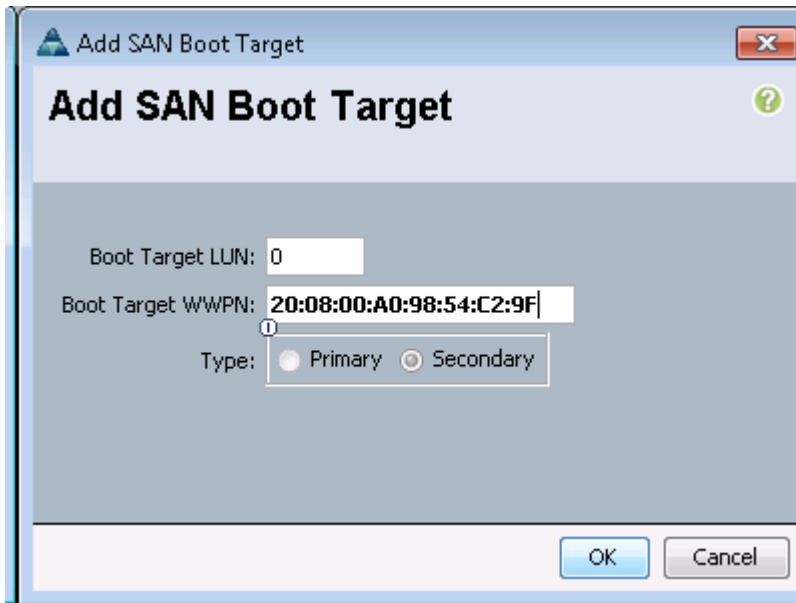 Add SAN Boot Target
Add SAN Boot Target
Boot Target LUN: 0
Boot Target WWPN: 20:08:00:A0:98:54:C2:9F
Type: Primary Secondary
OK Cancel